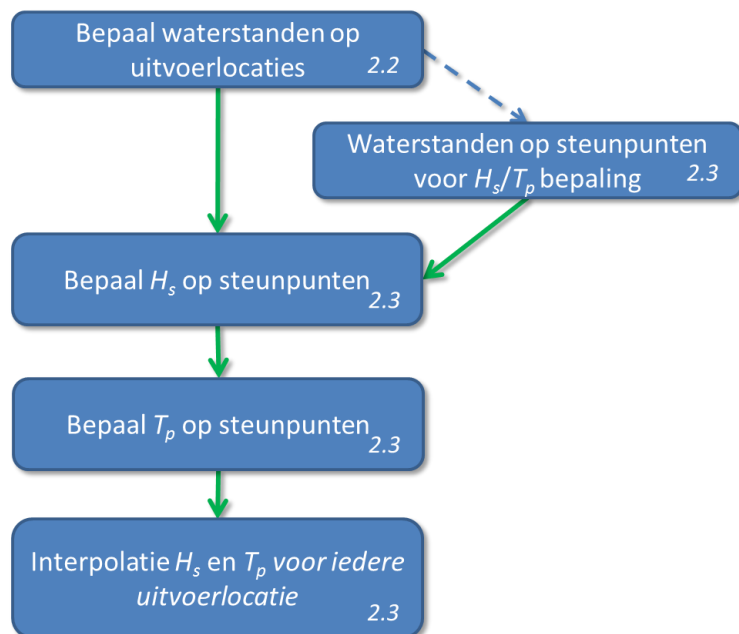 Bepaal waterstanden op
uitvoerlocaties
2.2
Waterstanden op steunpunten
voor Hs/Tp bepaling
2.3
Bepaal Hs op steunpunten
2.3
Bepaal Tp op steunpunten
2.3
Interpolatie Hs en Tp voor iedere
uitvoerlocatie
2.3